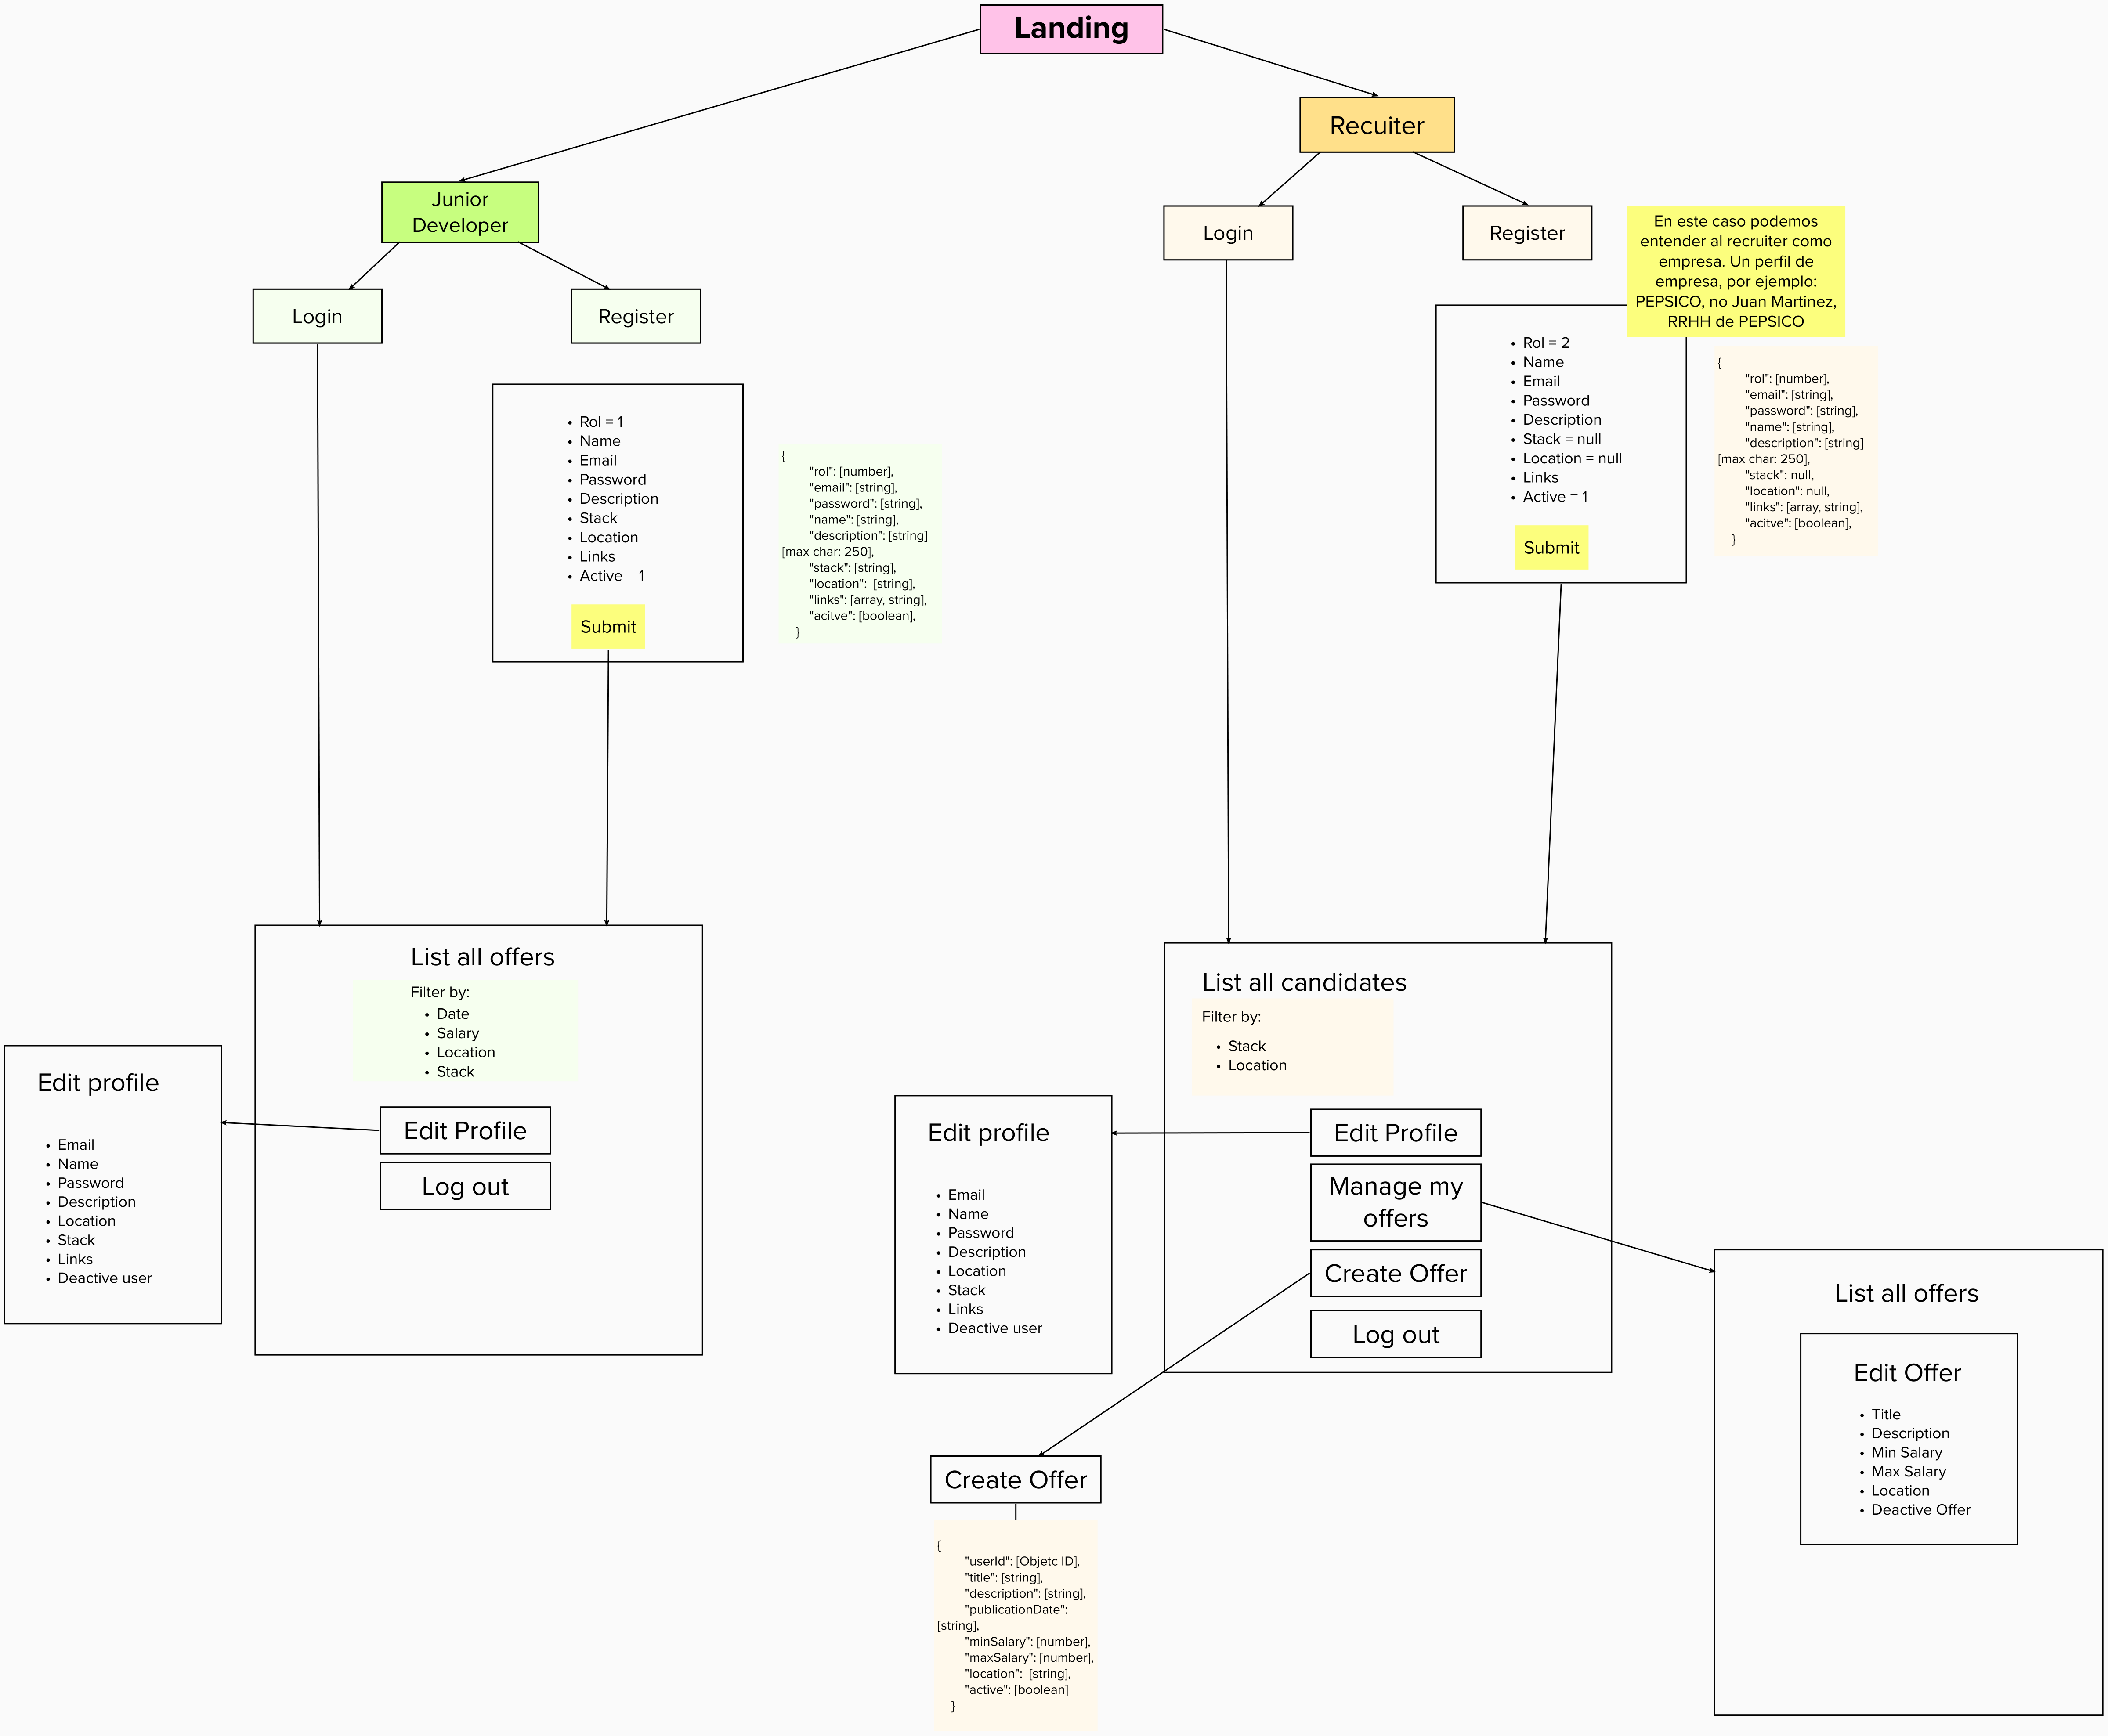 Landing
Recuiter
Junior
Developer
Login
Register
En este caso podemos
entender al recruiter como
empresa. Un perfil de
empresa, por ejemplo:
PEPSICO, no Juan Martinez,
RRHH de PEPSICO
Login
Register
• Rol = 1
• Name
• Email
• Password
• Description
• Stack
• Location
• Links
• Active = 1
Submit
{
"rol": [number],
"email": [string],
"password": [string],
"name": [string],
"description": [string]
[max char: 250],
"stack": [string],
"location":  [string],
"links": [array, string],
"acitve": [boolean],
}
• Rol = 2
• Name
• Email
• Password
• Description
• Stack = null
• Location = null
• Links
• Active = 1
Submit
{
"rol": [number],
"email": [string],
"password": [string],
"name": [string],
"description": [string]
[max char: 250],
"stack": null,
"location": null,
"links": [array, string],
"acitve": [boolean],
}
List all offers
Filter by:
• Date
• Salary
• Location
• Stack
Edit Profile
Log out
Edit profile
• Email
• Name
• Password
• Description
• Location
• Stack
• Links
• Deactive user
List all candidates
Filter by:
• Stack
• Location
Edit Profile
Manage my
offers
Create Offer
Log out
Edit profile
• Email
• Name
• Password
• Description
• Location
• Stack
• Links
• Deactive user
List all offers
Edit Offer
• Title
• Description
• Min Salary
• Max Salary
• Location
• Deactive Offer
Create Offer
{
"userId": [Objetc ID],
"title": [string],
"description": [string],
"publicationDate":
[string],
"minSalary": [number],
"maxSalary": [number],
"location":  [string],
"active": [boolean]
}